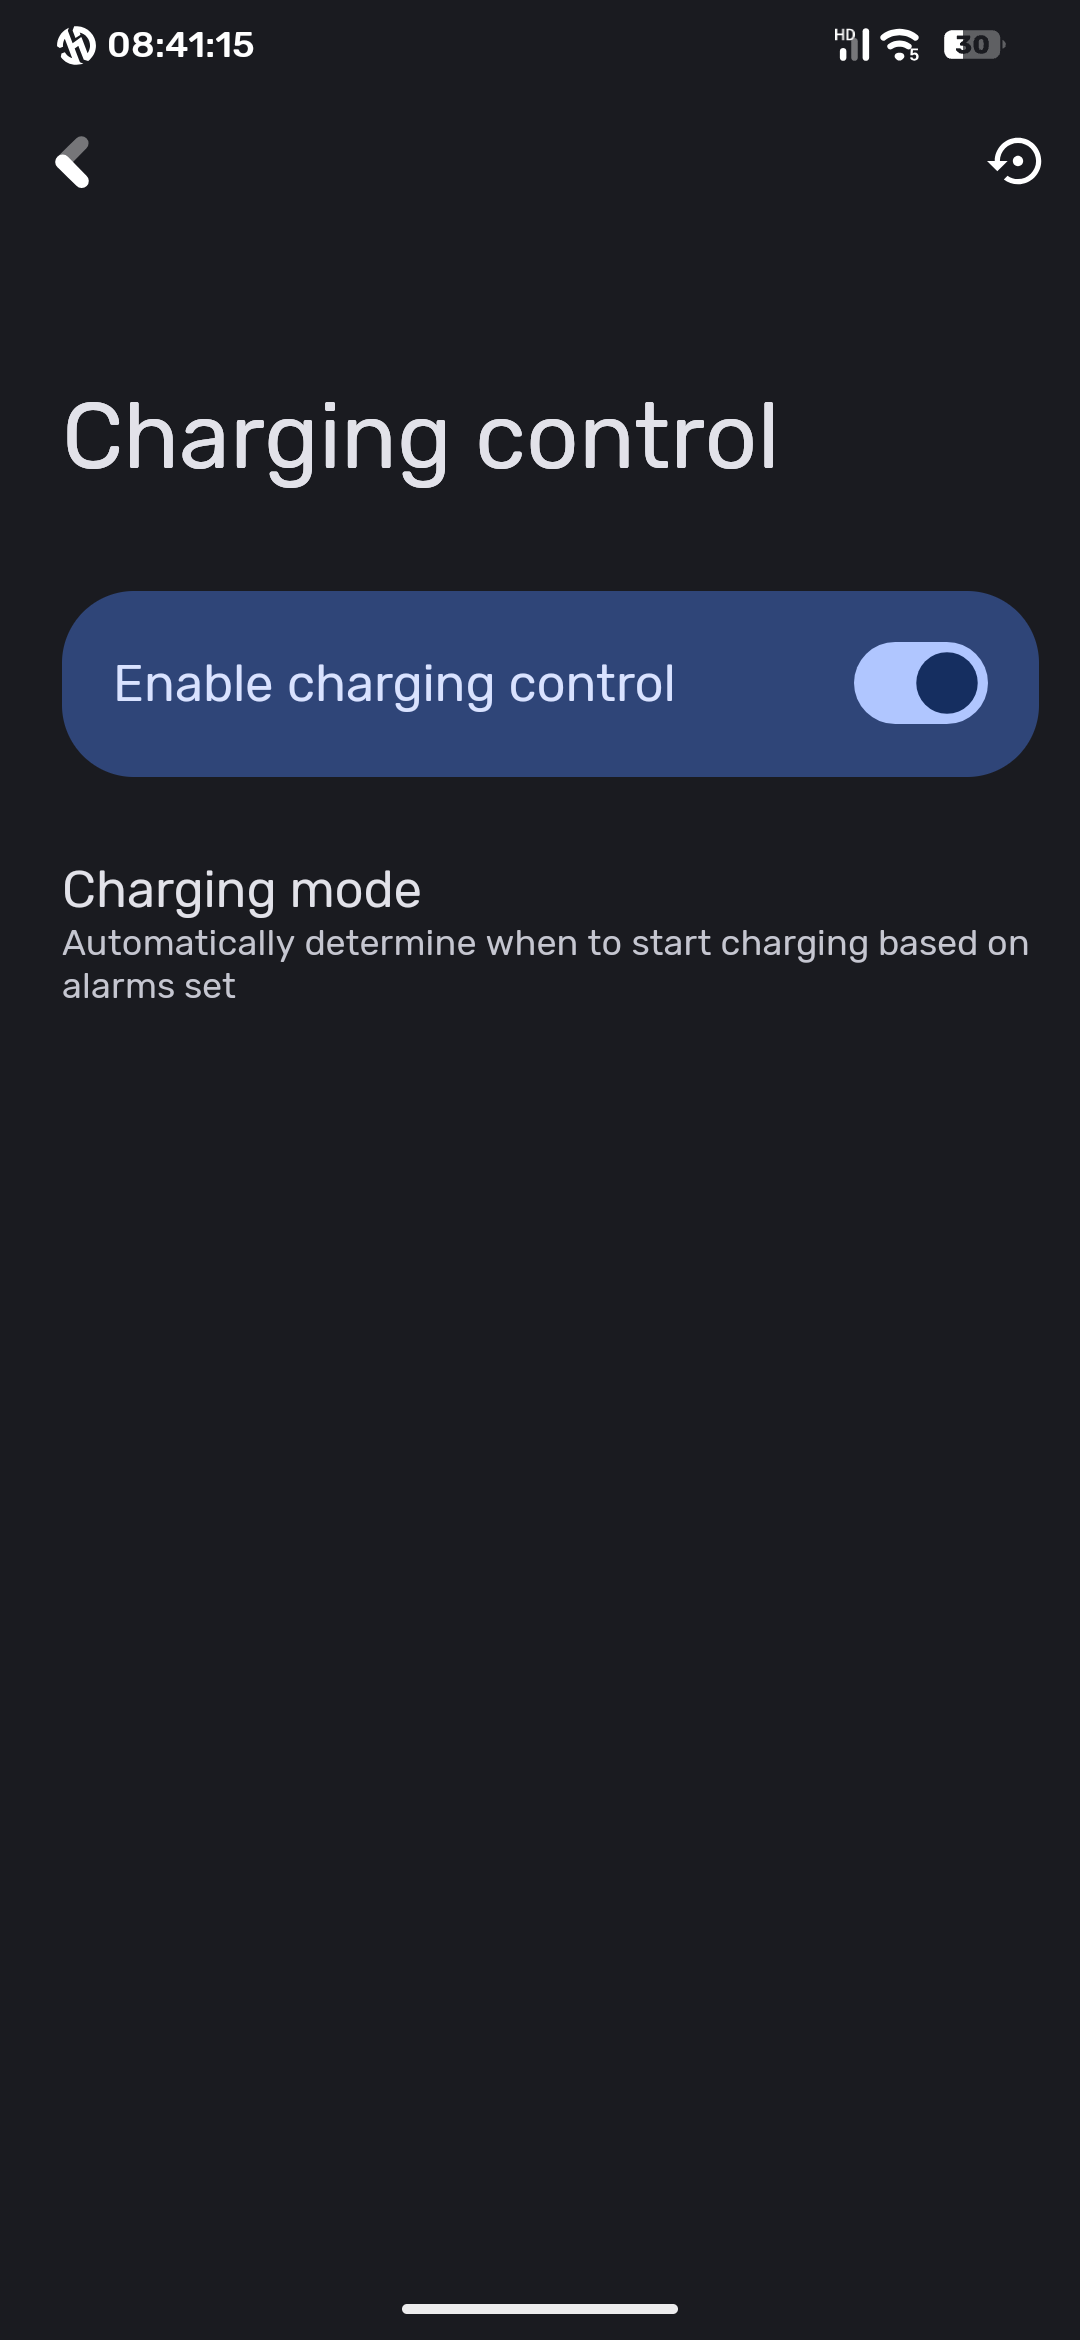 08:41:15
HD
5
30
Charging control
Enable charging control
Charging mode
Automatically determine when to start charging based on
alarms set